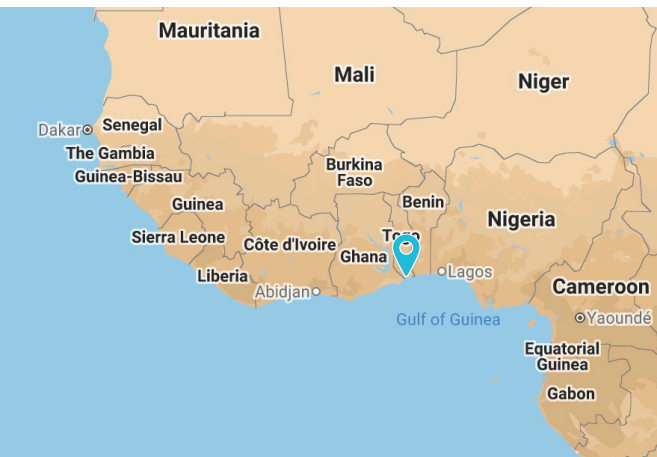 Mauritania
Mali
Niger
Dakar
Senegal
The Gambia
Burkina
Faso
Guinea-Bissau
Benin
Guinea
Nigeria
Togo
Sierra Leone
Côte d'Ivoire
Ghana
Liberia
Lagos
Abidjan
Cameroon
Gulf of Guinea
Yaoundé
Equatorial
Guinea
Gabon